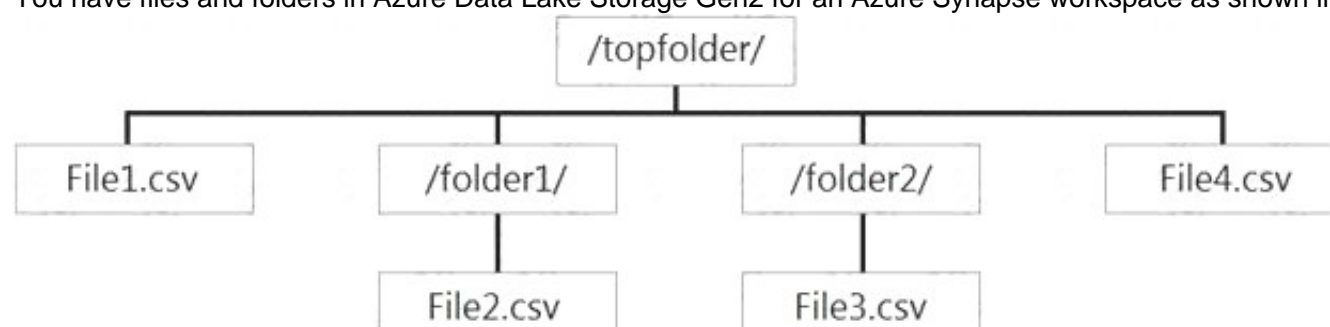 You have files and folders in Azure Data Lake Storage Gen2 for an Azure Synapse workspace as shown
/topfolder/
File1.csv
/folder1/
/folder2/
File4.csv
File2.csv
File3.csv